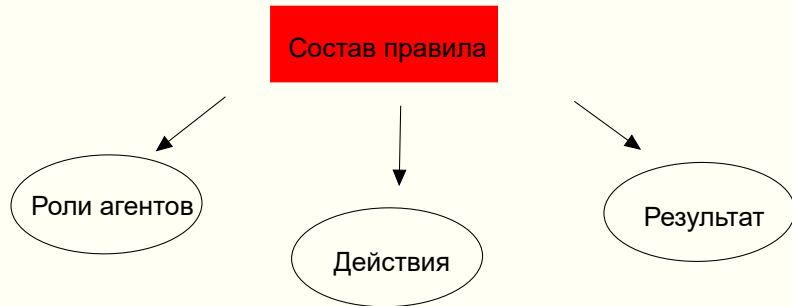 Состав правила
Роли агентов
Действия
Результат